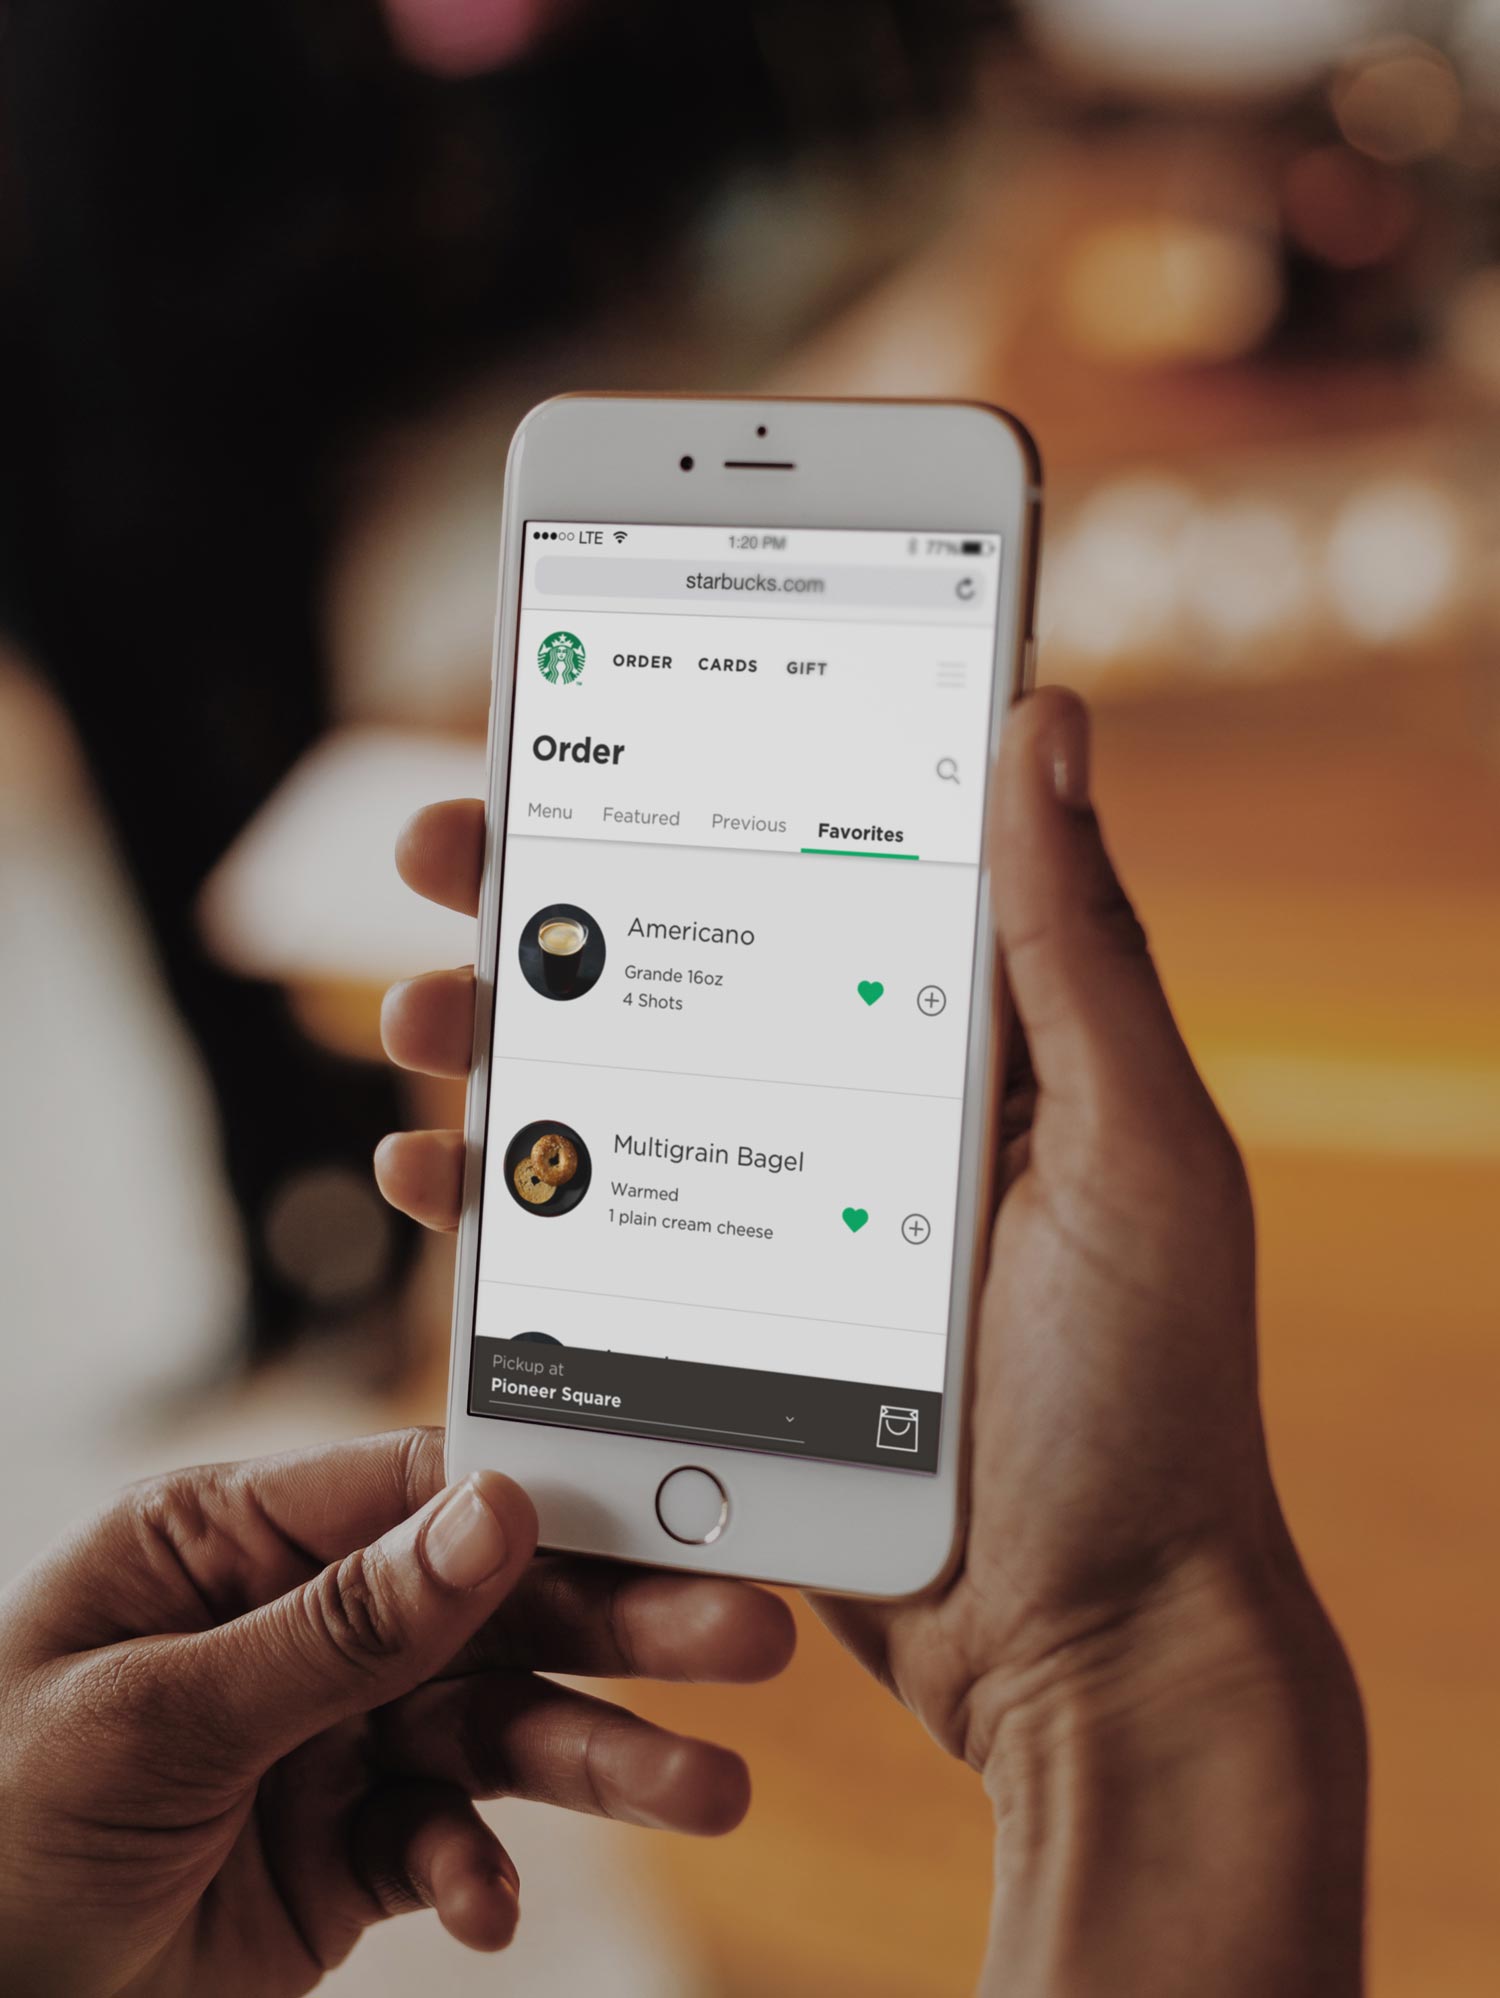 LTE 1:20 PM 77%
starbucks.com
ORDER CARDS GIFT
Order
Menu Featured Previous Favorites
Americano
Grande 16oz
4 Shots
Multigrain Bagel
Warmed
1 plain cream cheese
Pickup at
Pioneer Square